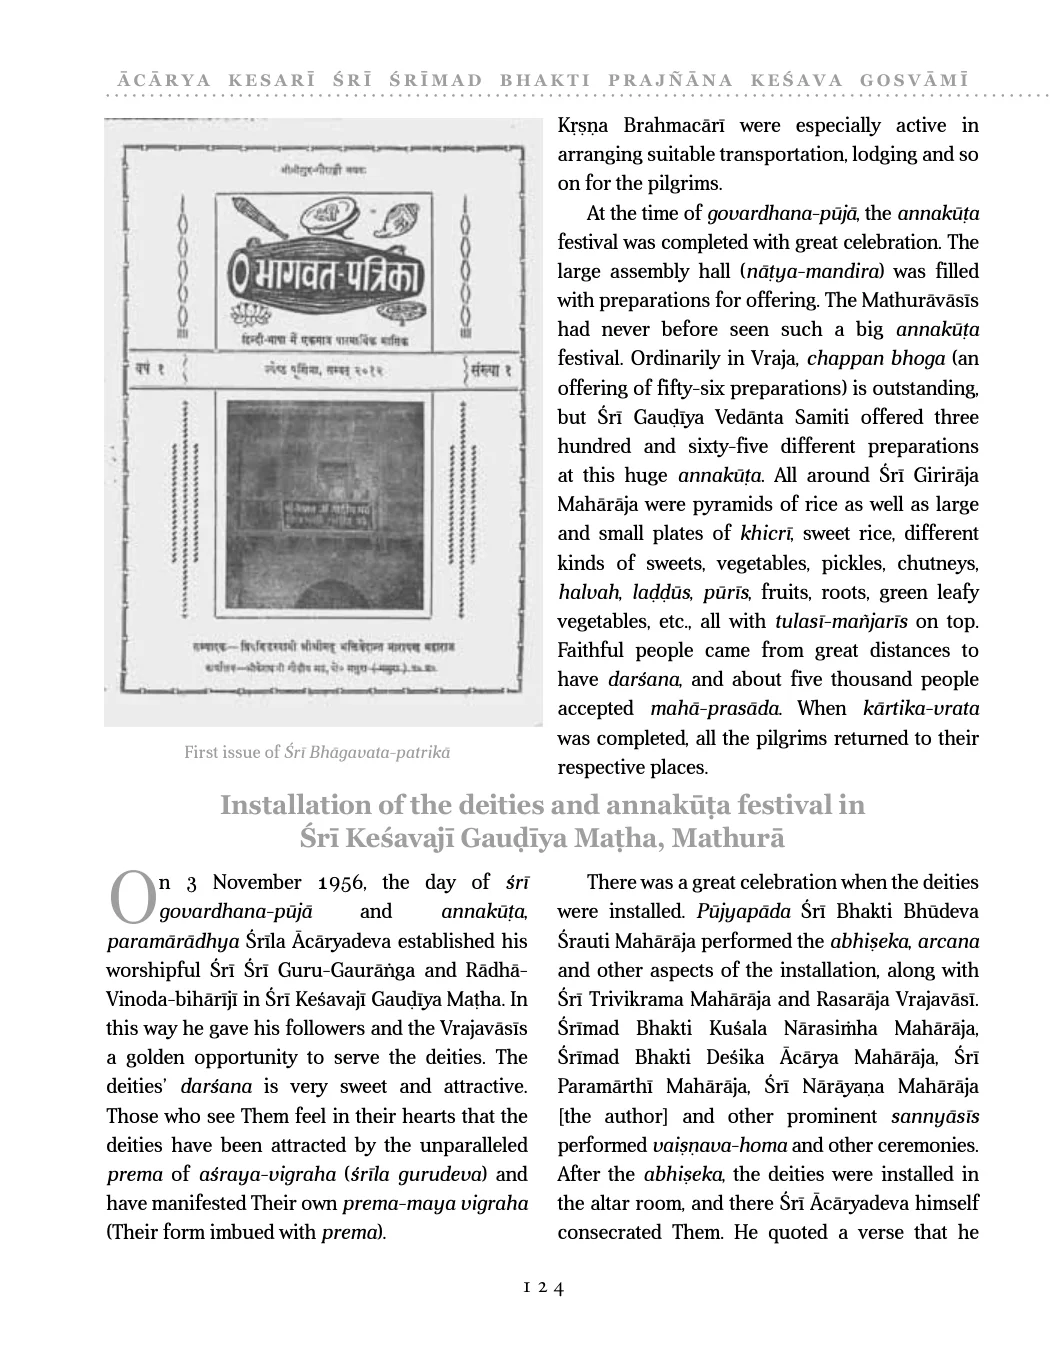 ĀCĀRYA KESARĪ ŚRĪ ŚRĪMAD BHAKTI PRAJÑĀNA KEŚAVA GOSVĀMĪ
श्रीश्रीगुरु-गौराङ्गौ जयतः
भागवत-पत्रिका
हिन्दी-भाषा में एकमात्र पारमार्थिक मासिक
वर्ष १
ज्येष्ठ पूर्णिमा, सम्वत् २०१२
संख्या १
सम्पादक— त्रिदण्डिस्वामी श्रीश्रीमद् भक्तिवेदान्त नारायण महाराज
कार्यालय—श्रीकेशवजी गौड़ीय मठ, पो० मथुरा
First issue of Śrī Bhāgavata-patrikā
Kṛṣṇa Brahmacārī were especially active in
arranging suitable transportation, lodging and so
on for the pilgrims.
At the time of govardhana-pūjā, the annakūṭa
festival was completed with great celebration. The
large assembly hall (nāṭya-mandira) was filled
with preparations for offering. The Mathurāvāsīs
had never before seen such a big annakūṭa
festival. Ordinarily in Vraja, chappan bhoga (an
offering of fifty-six preparations) is outstanding,
but Śrī Gauḍīya Vedānta Samiti offered three
hundred and sixty-five different preparations
at this huge annakūṭa. All around Śrī Girirāja
Mahārāja were pyramids of rice as well as large
and small plates of khicrī, sweet rice, different
kinds of sweets, vegetables, pickles, chutneys,
halvah, laḍḍūs, pūrīs, fruits, roots, green leafy
vegetables, etc., all with tulasī-mañjarīs on top.
Faithful people came from great distances to
have darśana, and about five thousand people
accepted mahā-prasāda. When kārtika-vrata
was completed, all the pilgrims returned to their
respective places.
Installation of the deities and annakūṭa festival in
Śrī Keśavajī Gauḍīya Maṭha, Mathurā
On 3 November 1956, the day of śrī
govardhana-pūjā and annakūṭa,
paramārādhya Śrīla Ācāryadeva established his
worshipful Śrī Śrī Guru-Gaurāṅga and Rādhā-
Vinoda-bihārījī in Śrī Keśavajī Gauḍīya Maṭha. In
this way he gave his followers and the Vrajavāsīs
a golden opportunity to serve the deities. The
deities’ darśana is very sweet and attractive.
Those who see Them feel in their hearts that the
deities have been attracted by the unparalleled
prema of aśraya-vigraha (śrīla gurudeva) and
have manifested Their own prema-maya vigraha
(Their form imbued with prema).
There was a great celebration when the deities
were installed. Pūjyapāda Śrī Bhakti Bhūdeva
Śrauti Mahārāja performed the abhiṣeka, arcana
and other aspects of the installation, along with
Śrī Trivikrama Mahārāja and Rasarāja Vrajavāsī.
Śrīmad Bhakti Kuśala Nārasiṁha Mahārāja,
Śrīmad Bhakti Deśika Ācārya Mahārāja, Śrī
Paramārthī Mahārāja, Śrī Nārāyaṇa Mahārāja
[the author] and other prominent sannyāsīs
performed vaiṣṇava-homa and other ceremonies.
After the abhiṣeka, the deities were installed in
the altar room, and there Śrī Ācāryadeva himself
consecrated Them. He quoted a verse that he
124